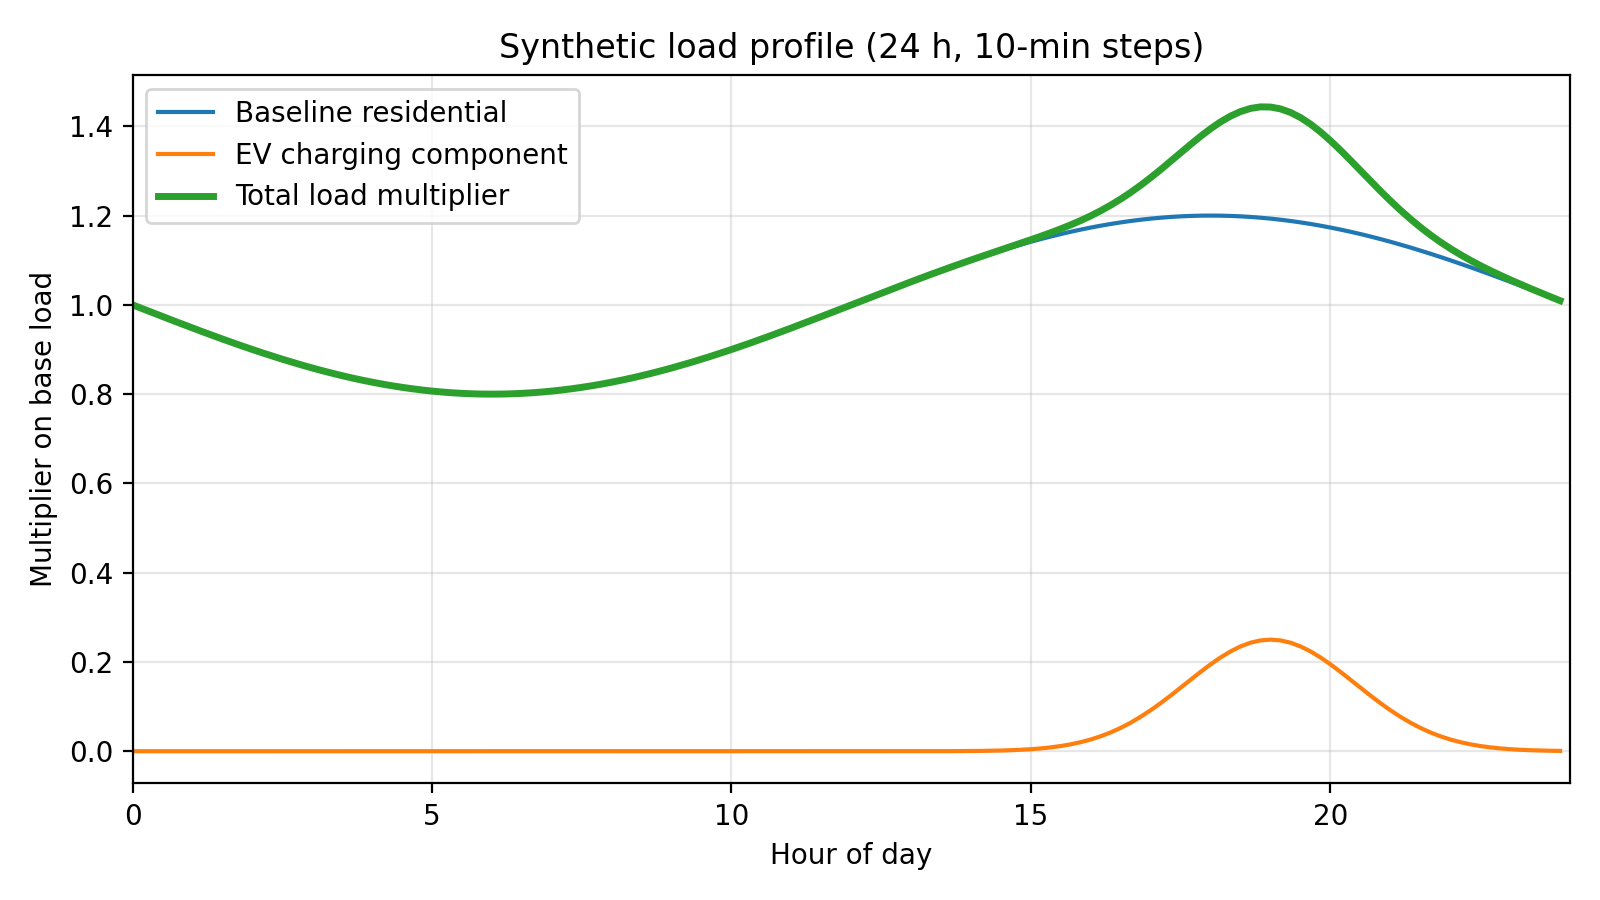 Synthetic load profile (24 h, 10-min steps)
Baseline residential
EV charging component
Total load multiplier
Multiplier on base load
1.4
1.2
1.0
0.8
0.6
0.4
0.2
0.0
0 5 10 15 20
Hour of day